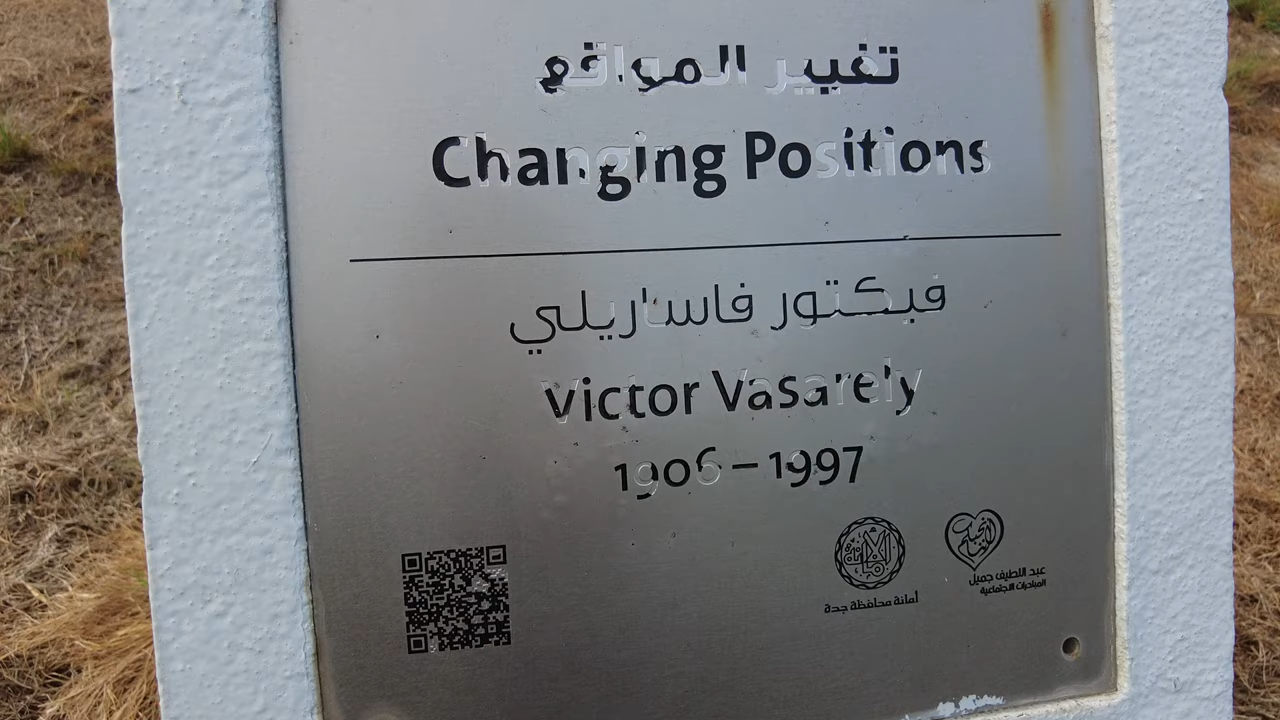 تغيير المواقع
Changing Positions
فيكتور فاساريلي
Victor Vasarely
1906 – 1997
أمانة محافظة جدة
عبد اللطيف جميل
المبادرات الاجتماعية